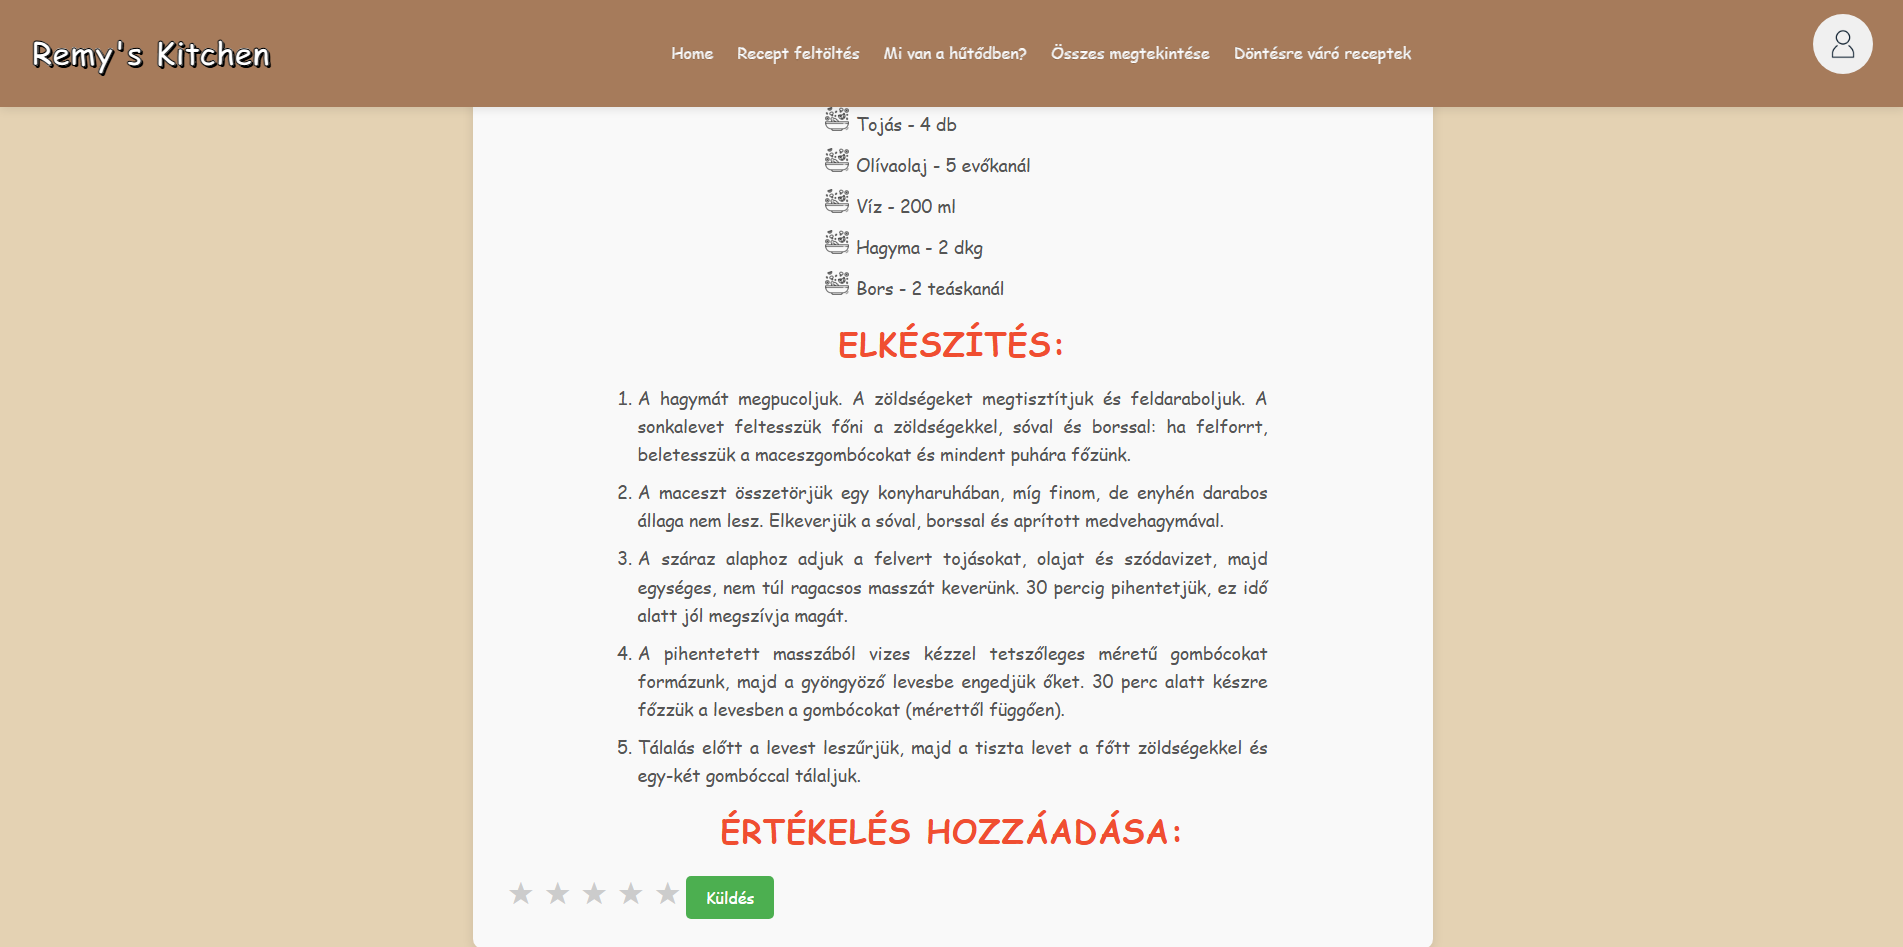 Remy's Kitchen
Home Recept feltöltés Mi van a hűtődben? Összes megtekintése Döntésre váró receptek
Tojás - 4 db
Olívaolaj - 5 evőkanál
Víz - 200 ml
Hagyma - 2 dkg
Bors - 2 teáskanál
ELKÉSZÍTÉS:
1. A hagymát megpucoljuk. A zöldségeket megtisztítjuk és feldaraboljuk. A
sonkalevet feltesszük főni a zöldségekkel, sóval és borssal: ha felforrt,
beletesszük a maceszgombócokat és mindent puhára főzünk.
2. A maceszt összetörjük egy konyharuhában, míg finom, de enyhén darabos
állaga nem lesz. Elkeverjük a sóval, borssal és aprított medvehagymával.
3. A száraz alaphoz adjuk a felvert tojásokat, olajat és szódavizet, majd
egységes, nem túl ragacsos masszát keverünk. 30 percig pihentetjük, ez idő
alatt jól megszívja magát.
4. A pihentetett masszából vizes kézzel tetszőleges méretű gombócokat
formázunk, majd a gyöngyöző levesbe engedjük őket. 30 perc alatt készre
főzzük a levesben a gombócokat (mérettől függően).
5. Tálalás előtt a levest leszűrjük, majd a tiszta levet a főtt zöldségekkel és
egy-két gombóccal tálaljuk.
ÉRTÉKELÉS HOZZÁADÁSA:
Küldés